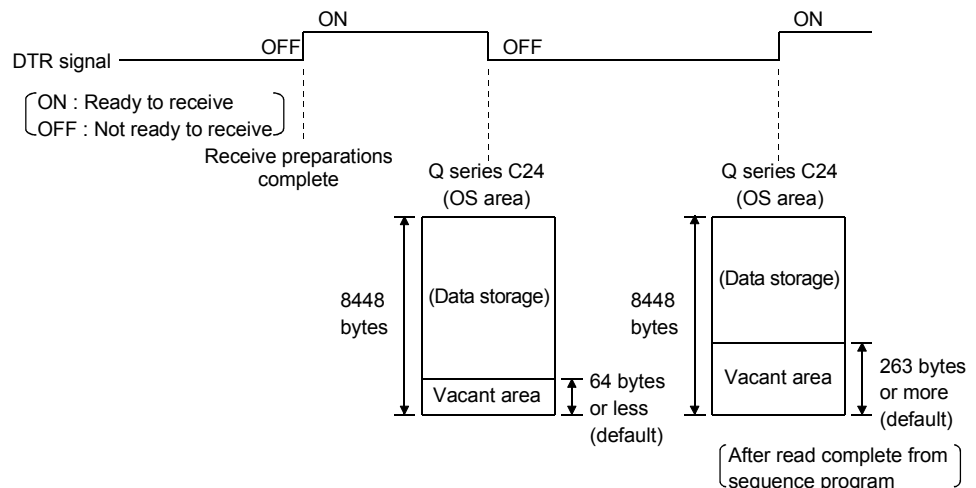 ON
OFF
OFF
ON
DTR signal
ON : Ready to receive
OFF : Not ready to receive
Receive preparations
complete
Q series C24
(OS area)
Q series C24
(OS area)
8448
bytes
(Data storage)
Vacant area
64 bytes
or less
(default)
8448
bytes
(Data storage)
Vacant area
263 bytes
or more
(default)
After read complete from
sequence program